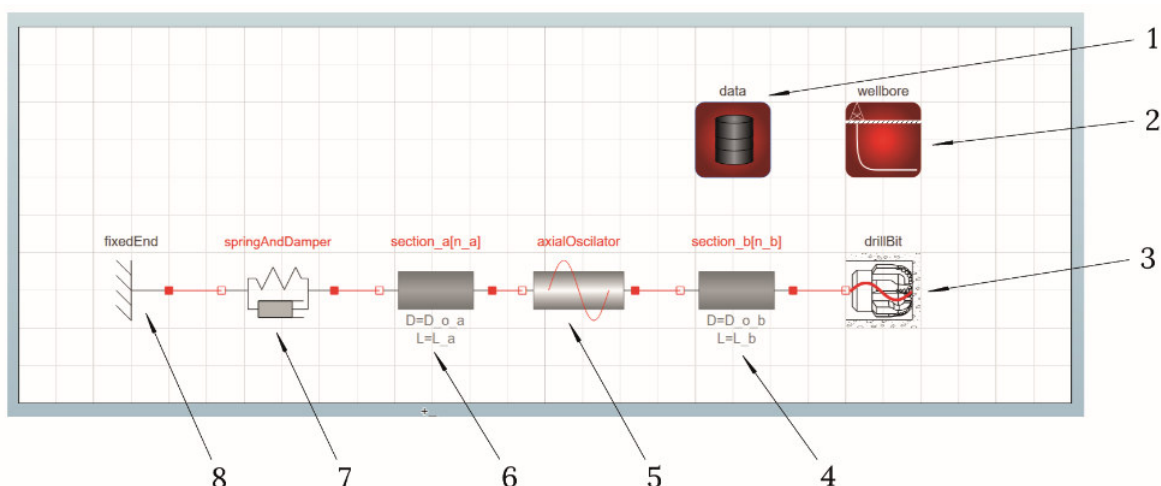 1
data
wellbore
2
fixedEnd
springAndDamper
section_a[n_a]
axialOscilator
section_b[n_b]
drillBit
3
D=D_o_a
L=L_a
D=D_o_b
L=L_b
8
7
6
5
4